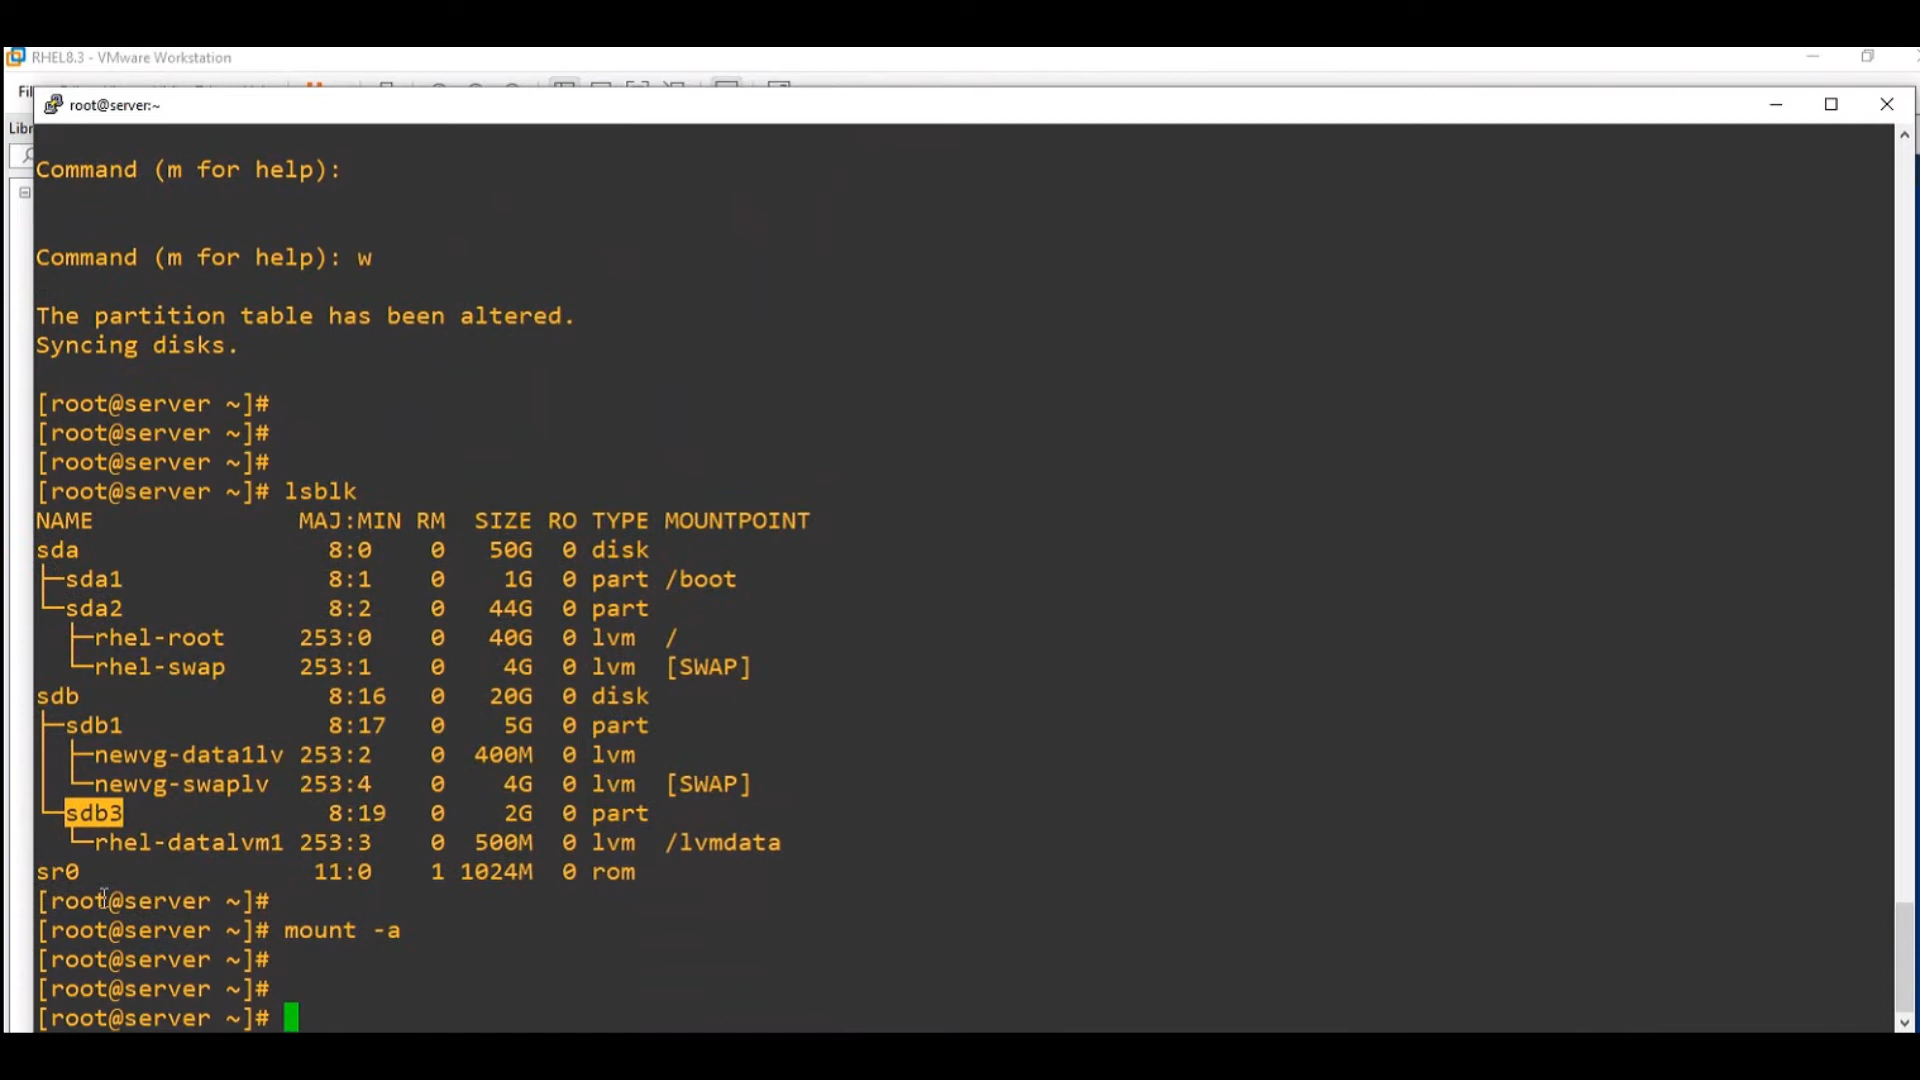 RHEL8.3 - VMware Workstation
Fil
root@server:~
Libr
Command (m for help):
Command (m for help): w
The partition table has been altered.
Syncing disks.
[root@server ~]#
[root@server ~]#
[root@server ~]#
[root@server ~]# lsblk
NAME MAJ:MIN RM SIZE RO TYPE MOUNTPOINT
sda 8:0 0 50G 0 disk
├─sda1 8:1 0 1G 0 part /boot
└─sda2 8:2 0 44G 0 part
  ├─rhel-root 253:0 0 40G 0 lvm /
  └─rhel-swap 253:1 0 4G 0 lvm [SWAP]
sdb 8:16 0 20G 0 disk
├─sdb1 8:17 0 5G 0 part
│ ├─newvg-data1lv 253:2 0 400M 0 lvm
│ └─newvg-swaplv 253:4 0 4G 0 lvm [SWAP]
└─sdb3 8:19 0 2G 0 part
  └─rhel-datalvm1 253:3 0 500M 0 lvm /lvmdata
sr0 11:0 1 1024M 0 rom
[root@server ~]#
[root@server ~]# mount -a
[root@server ~]#
[root@server ~]#
[root@server ~]#